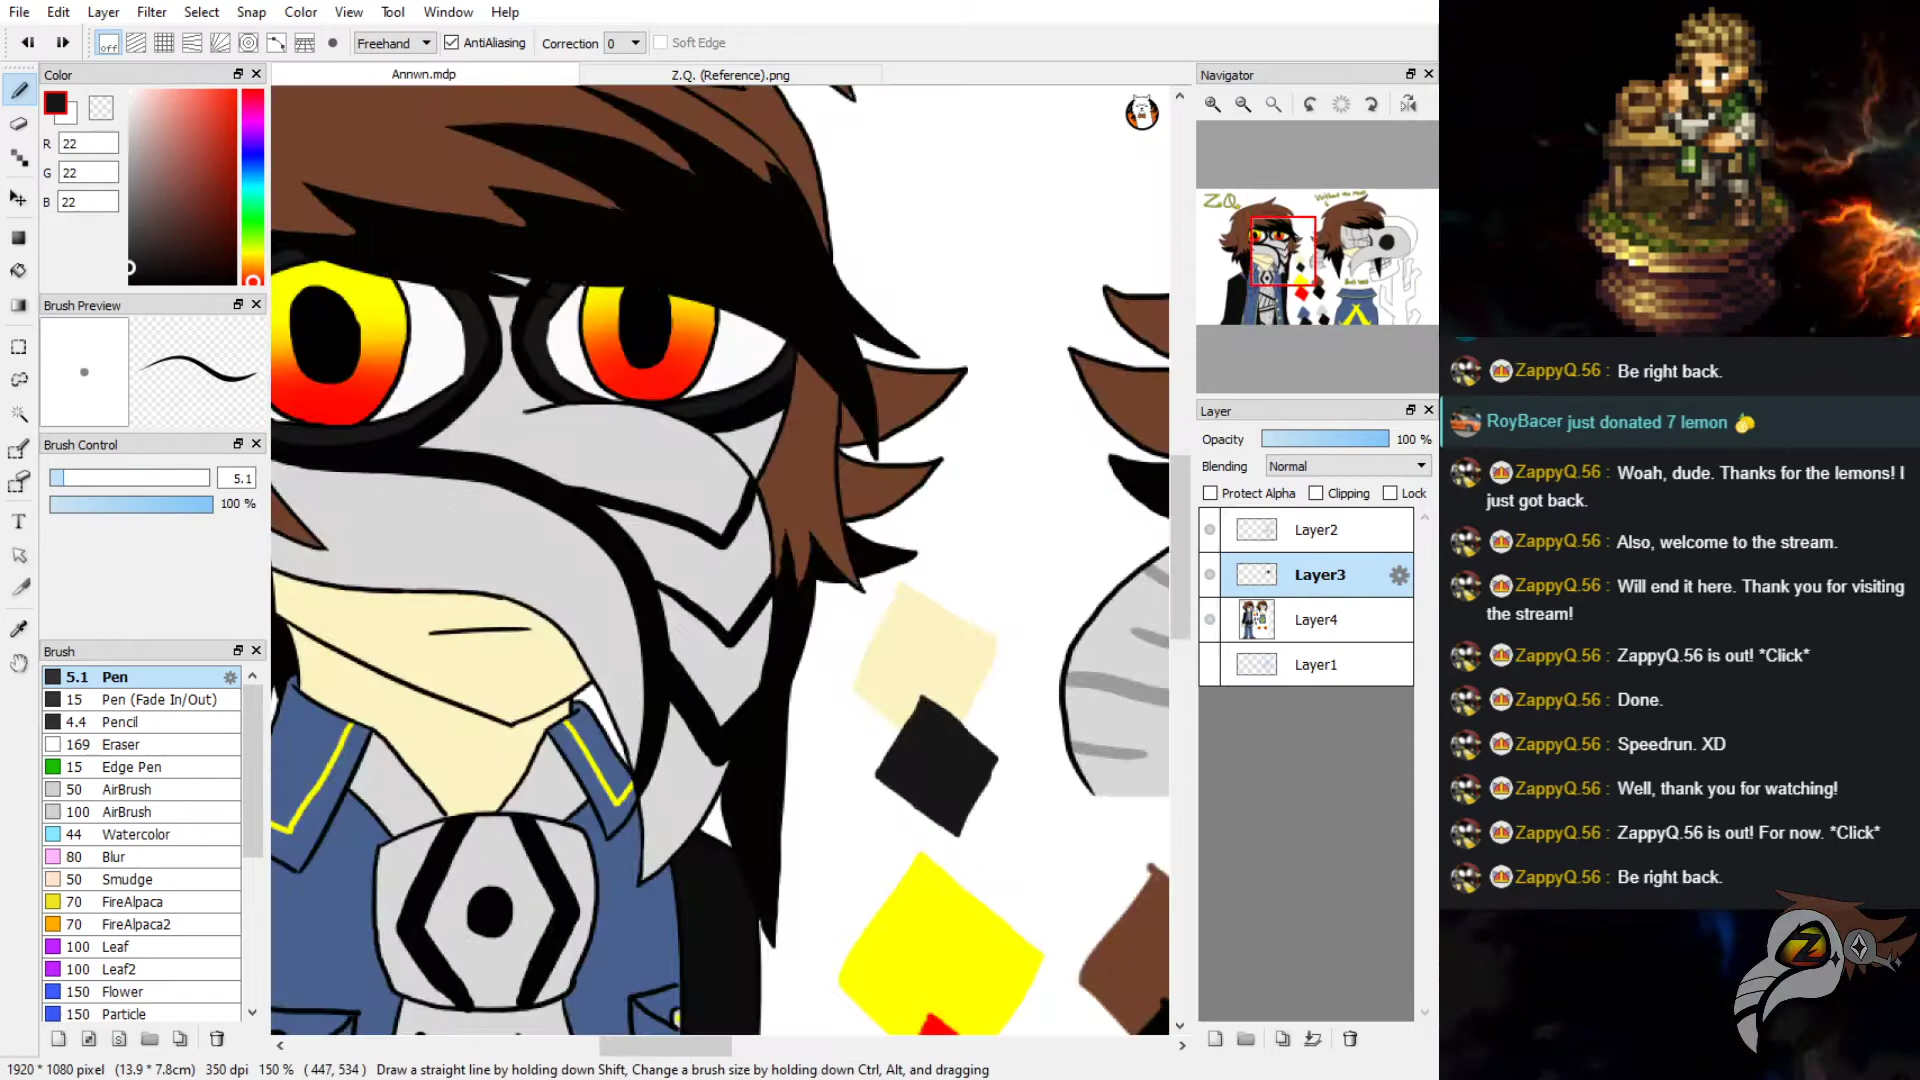 File Edit Layer Filter Select Snap Color View Tool Window Help
off Freehand AntiAliasing Correction 0 Soft Edge
Color
R 22
G 22
B 22
Brush Preview
Brush Control
5.1
100 %
Brush
5.1 Pen
15 Pen (Fade In/Out)
4.4 Pencil
169 Eraser
15 Edge Pen
50 AirBrush
100 AirBrush
44 Watercolor
80 Blur
50 Smudge
70 FireAlpaca
70 FireAlpaca2
100 Leaf
100 Leaf2
150 Flower
150 Particle
Annwn.mdp
Z.Q. (Reference).png
Navigator
Z.Q.
Layer
Opacity 100 %
Blending Normal
Protect Alpha Clipping Lock
Layer2
Layer3
Layer4
Layer1
1920 * 1080 pixel (13.9 * 7.8cm) 350 dpi 150 % ( 447, 534 ) Draw a straight line by holding down Shift, Change a brush size by holding down Ctrl, Alt, and dragging
ZappyQ.56 : Be right back.
RoyBacer just donated 7 lemon
ZappyQ.56 : Woah, dude. Thanks for the lemons! I
just got back.
ZappyQ.56 : Also, welcome to the stream.
ZappyQ.56 : Will end it here. Thank you for visiting
the stream!
ZappyQ.56 : ZappyQ.56 is out! *Click*
ZappyQ.56 : Done.
ZappyQ.56 : Speedrun. XD
ZappyQ.56 : Well, thank you for watching!
ZappyQ.56 : ZappyQ.56 is out! For now. *Click*
ZappyQ.56 : Be right back.
Z